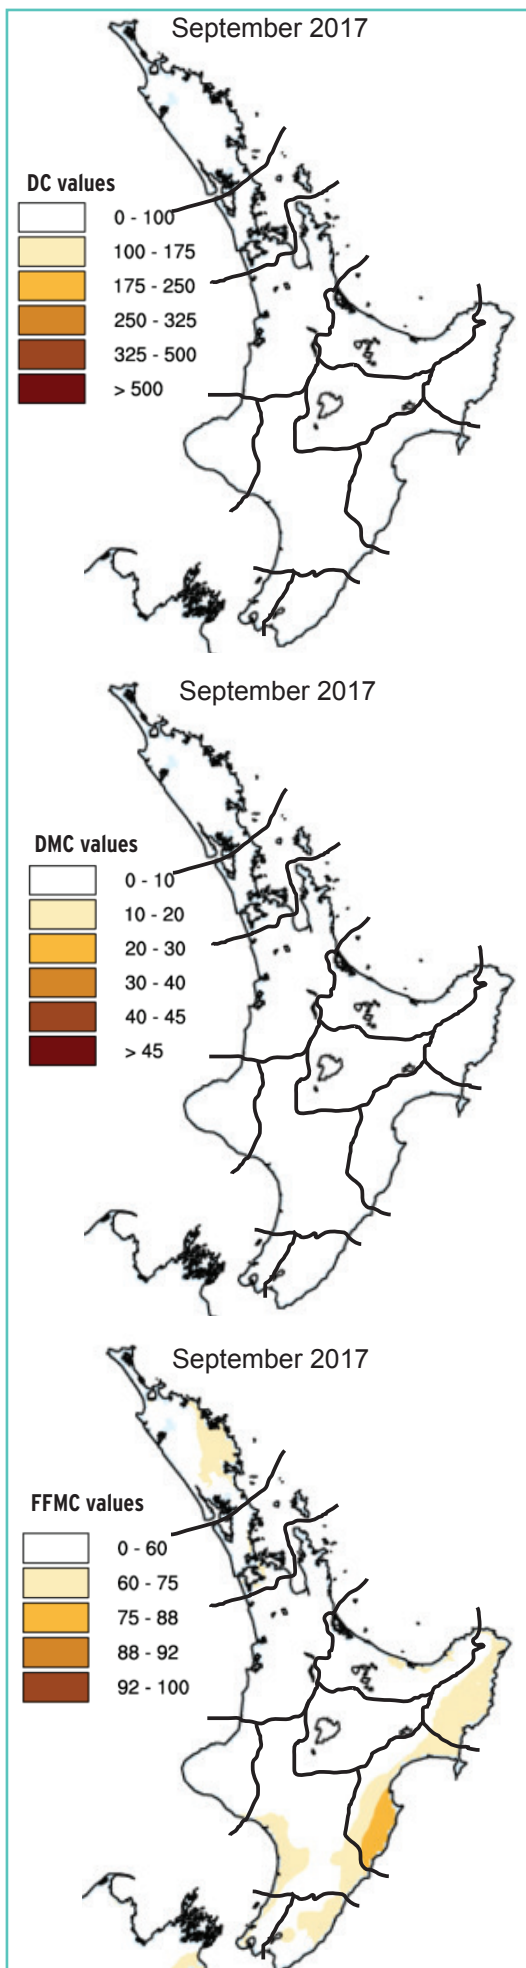 September 2017
DC values
0 - 100
100 - 175
175 - 250
250 - 325
325 - 500
> 500
September 2017
DMC values
0 - 10
10 - 20
20 - 30
30 - 40
40 - 45
> 45
September 2017
FFMC values
0 - 60
60 - 75
75 - 88
88 - 92
92 - 100